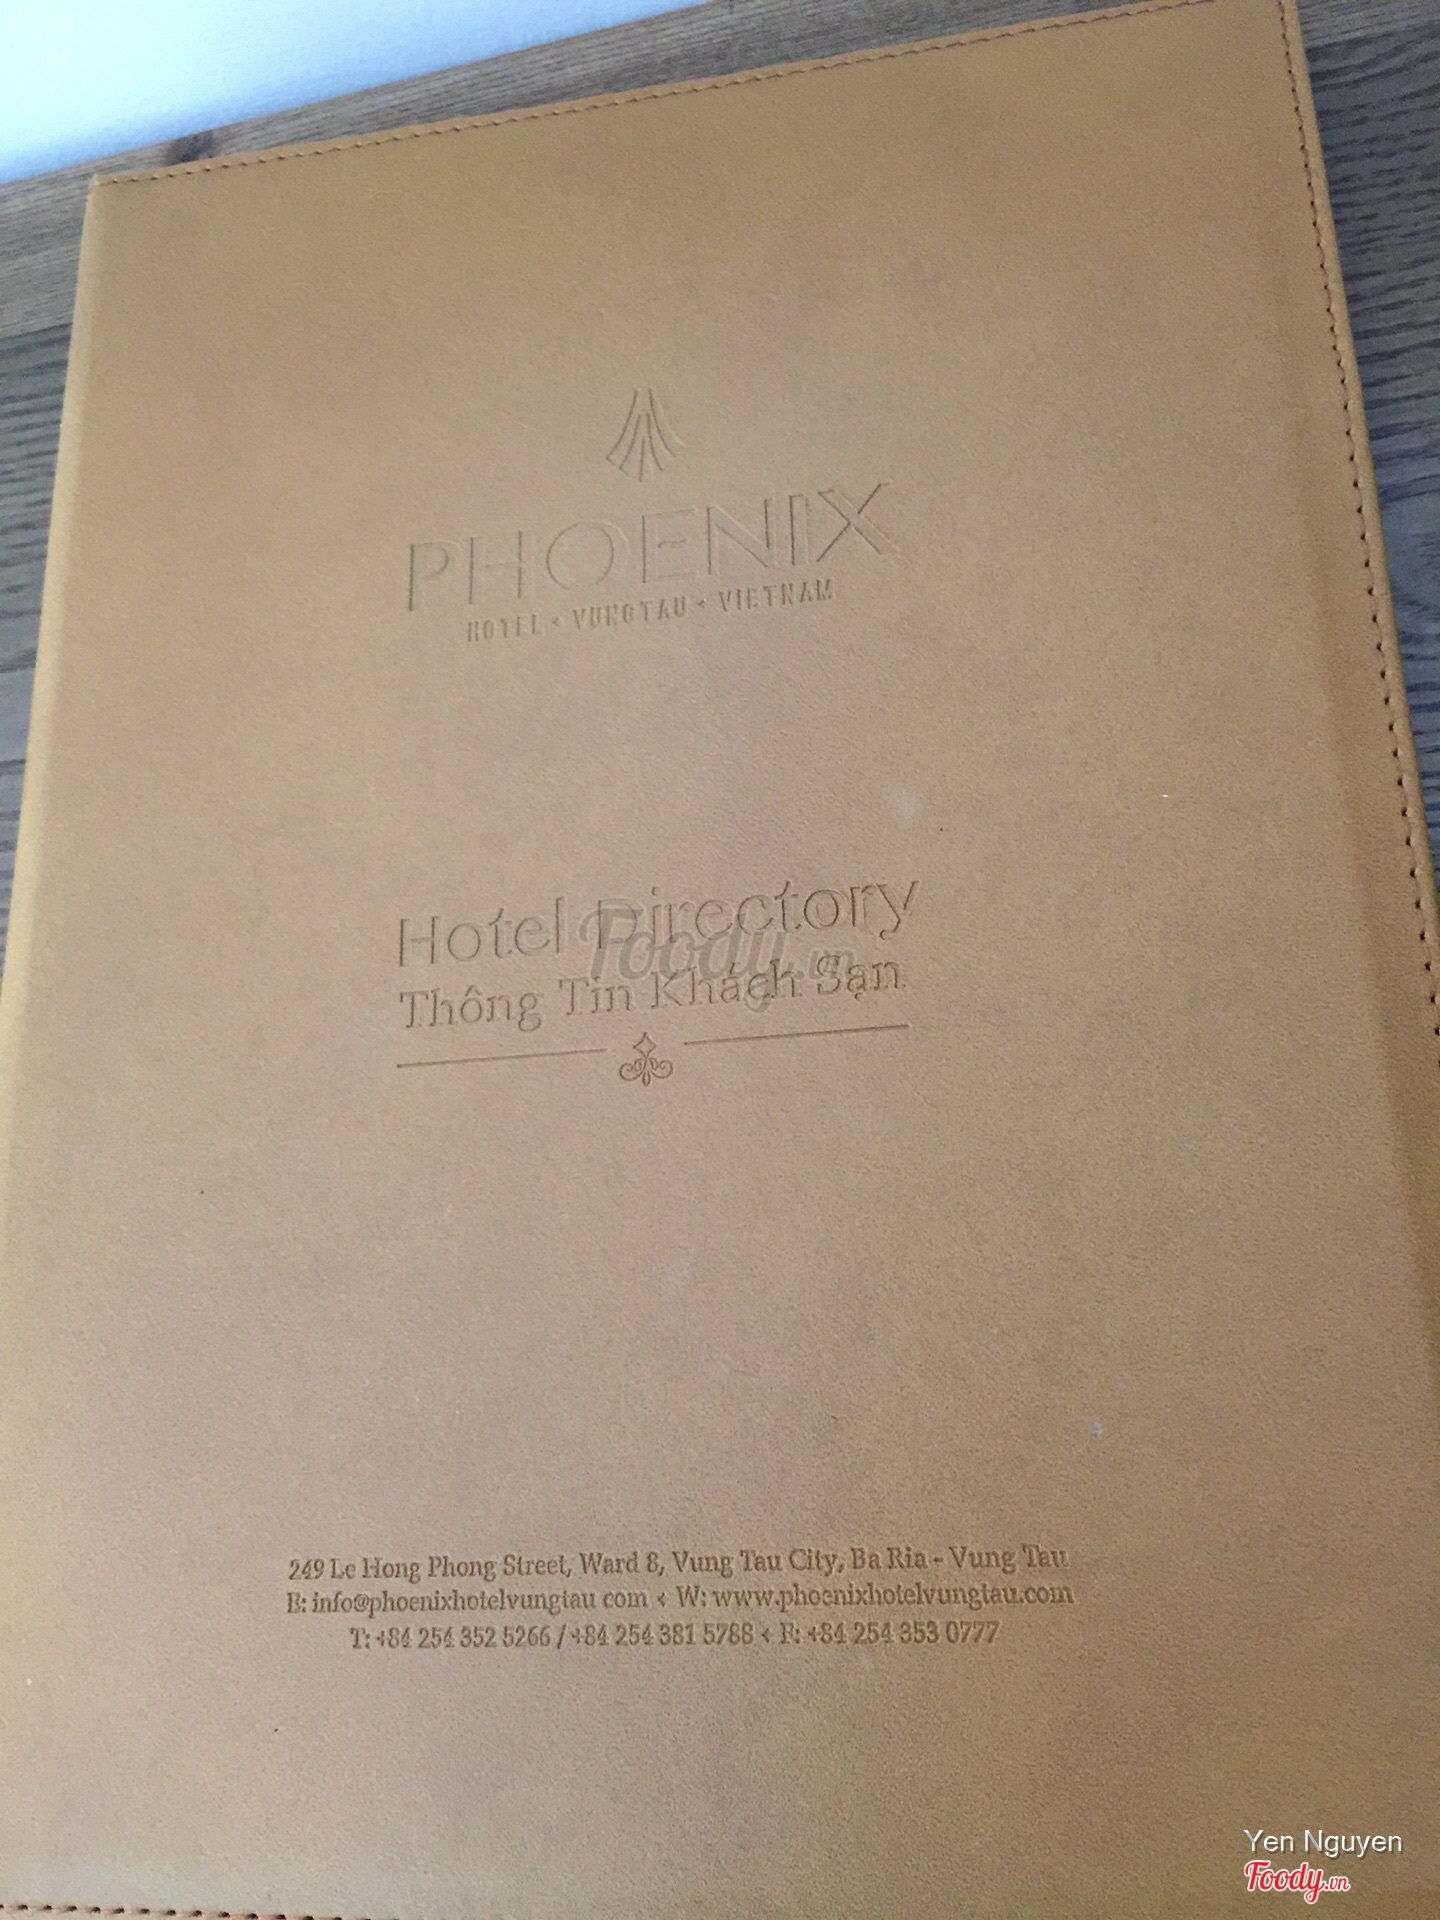 PHOENIX
HOTEL < VUNGTAU < VIETNAM
Hotel Directory
Foody.vn
Thông Tin Khách Sạn
249 Le Hong Phong Street, Ward 8, Vung Tau City, Ba Ria - Vung Tau
E: info@phoenixhotelvungtau.com < W: www.phoenixhotelvungtau.com
T: +84 254 352 5266 / +84 254 381 5788 < F: +84 254 353 0777
Yen Nguyen
Foody.vn